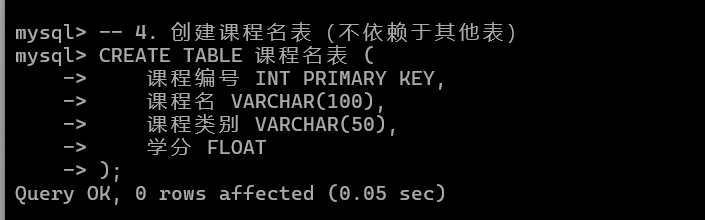 mysql> -- 4. 创建课程名表（不依赖于其他表）
mysql> CREATE TABLE 课程名表 (
    ->     课程编号 INT PRIMARY KEY,
    ->     课程名 VARCHAR(100),
    ->     课程类别 VARCHAR(50),
    ->     学分 FLOAT
    -> );
Query OK, 0 rows affected (0.05 sec)